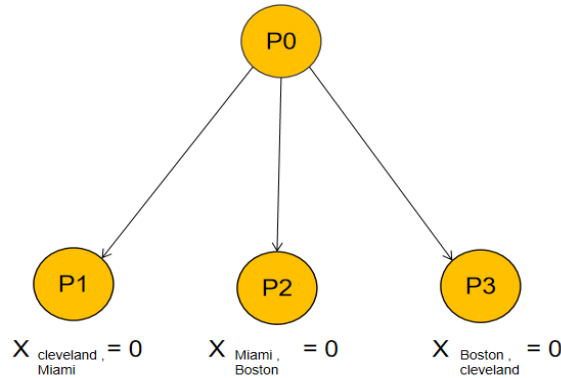 P0
P1 P2 P3
X cleveland , = 0 X Miami , = 0 X Boston , = 0
Miami Boston cleveland